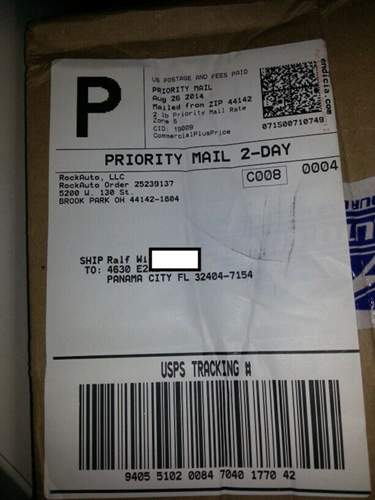 P
US POSTAGE AND FEES PAID
PRIORITY MAIL
Aug 26 2014
Mailed from ZIP 44142
2 lb Priority Mail Rate
Zone 5
CID: 19009
CommercialPlusPrice
endicia.com
071S00710749
PRIORITY MAIL 2-DAY
RockAuto, LLC
RockAuto Order 25239137
5200 W. 130 St.
BROOK PARK OH 44142-1804
C008 0004
SHIP Ralf Wi
TO: 4630 E2
PANAMA CITY FL 32404-7154
USPS TRACKING #
9405 5102 0084 7040 1770 42